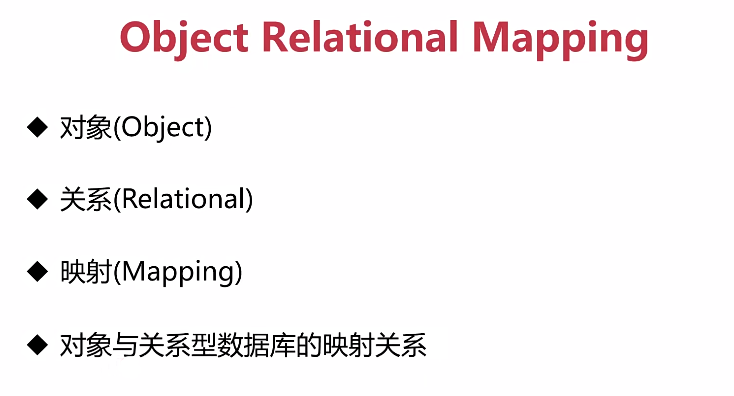 Object Relational Mapping
◆ 对象(Object)
◆ 关系(Relational)
◆ 映射(Mapping)
◆ 对象与关系型数据库的映射关系